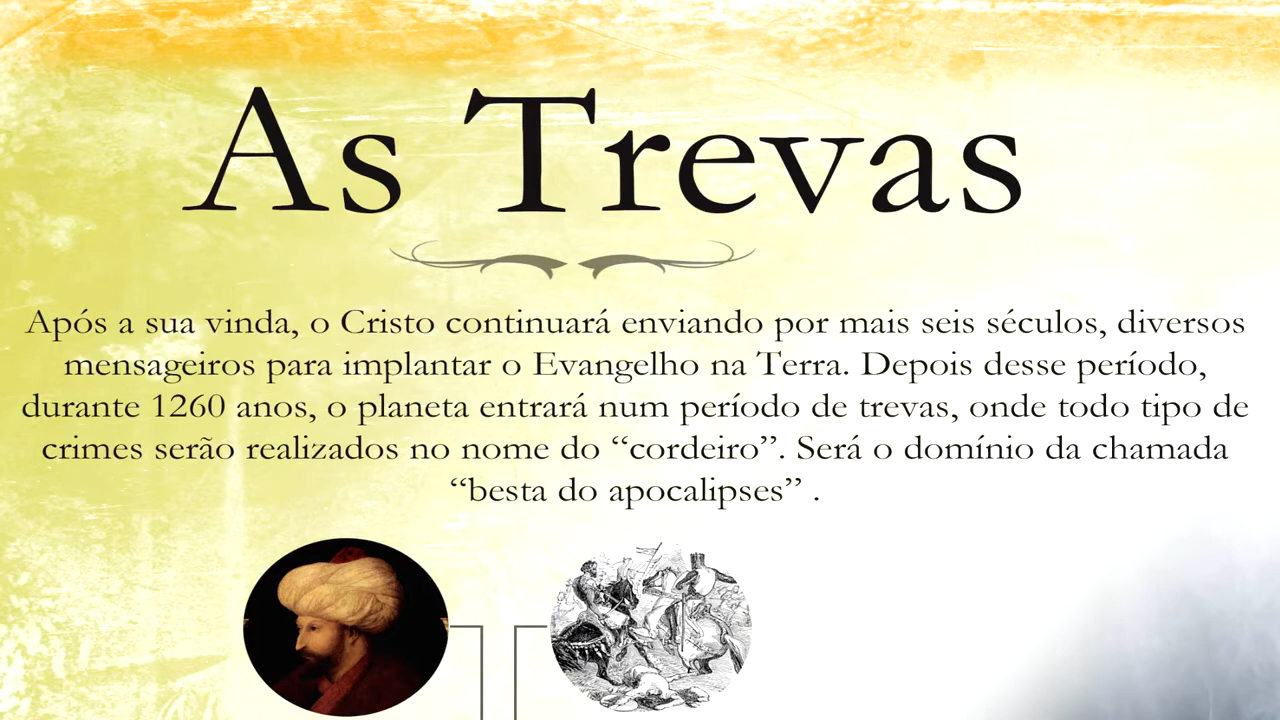 As Trevas
Após a sua vinda, o Cristo continuará enviando por mais seis séculos, diversos
mensageiros para implantar o Evangelho na Terra. Depois desse período,
durante 1260 anos, o planeta entrará num período de trevas, onde todo tipo de
crimes serão realizados no nome do “cordeiro”. Será o domínio da chamada
“besta do apocalipses” .